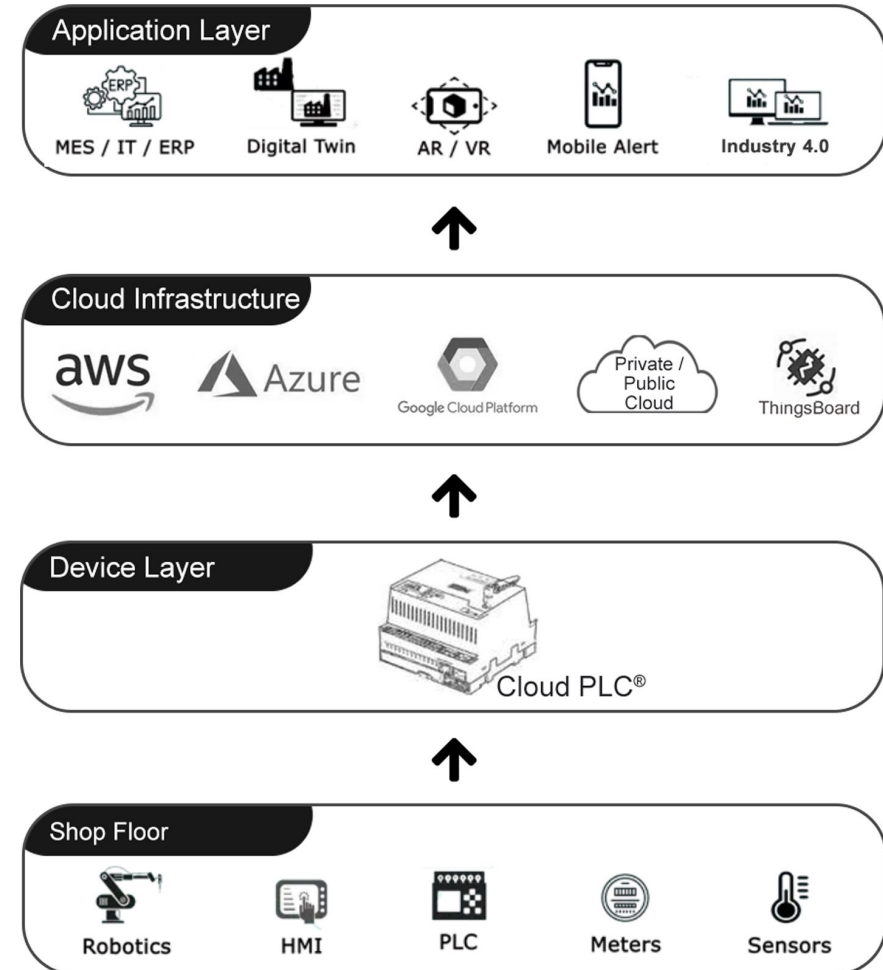 Application Layer
ERP
MES / IT / ERP
Digital Twin
AR / VR
Mobile Alert
Industry 4.0
Cloud Infrastructure
aws
Azure
Google Cloud Platform
Private /
Public
Cloud
ThingsBoard
Device Layer
Cloud PLC®
Shop Floor
Robotics
HMI
PLC
Meters
Sensors